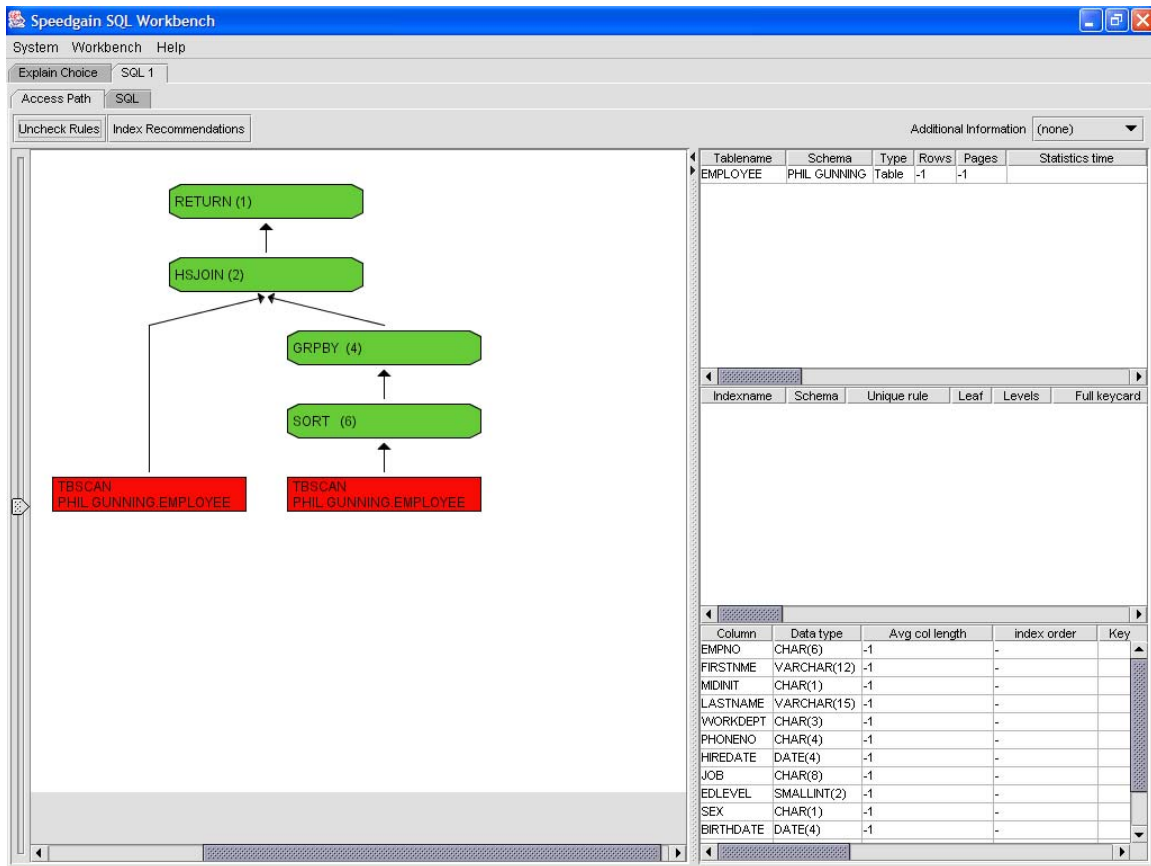 Speedgain SQL Workbench
System Workbench Help
Explain Choice SQL 1
Access Path SQL
Uncheck Rules Index Recommendations Additional Information (none)
RETURN (1)
HSJOIN (2)
GRPBY (4)
SORT (6)
TBSCAN
PHIL GUNNING.EMPLOYEE
TBSCAN
PHIL GUNNING.EMPLOYEE
Tablename Schema Type Rows Pages Statistics time
EMPLOYEE PHIL GUNNING Table -1 -1
Indexname Schema Unique rule Leaf Levels Full keycard
Column Data type Avg col length index order Key
EMPNO CHAR(6) -1 -
FIRSTNME VARCHAR(12) -1 -
MIDINIT CHAR(1) -1 -
LASTNAME VARCHAR(15) -1 -
WORKDEPT CHAR(3) -1 -
PHONENO CHAR(4) -1 -
HIREDATE DATE(4) -1 -
JOB CHAR(8) -1 -
EDLEVEL SMALLINT(2) -1 -
SEX CHAR(1) -1 -
BIRTHDATE DATE(4) -1 -